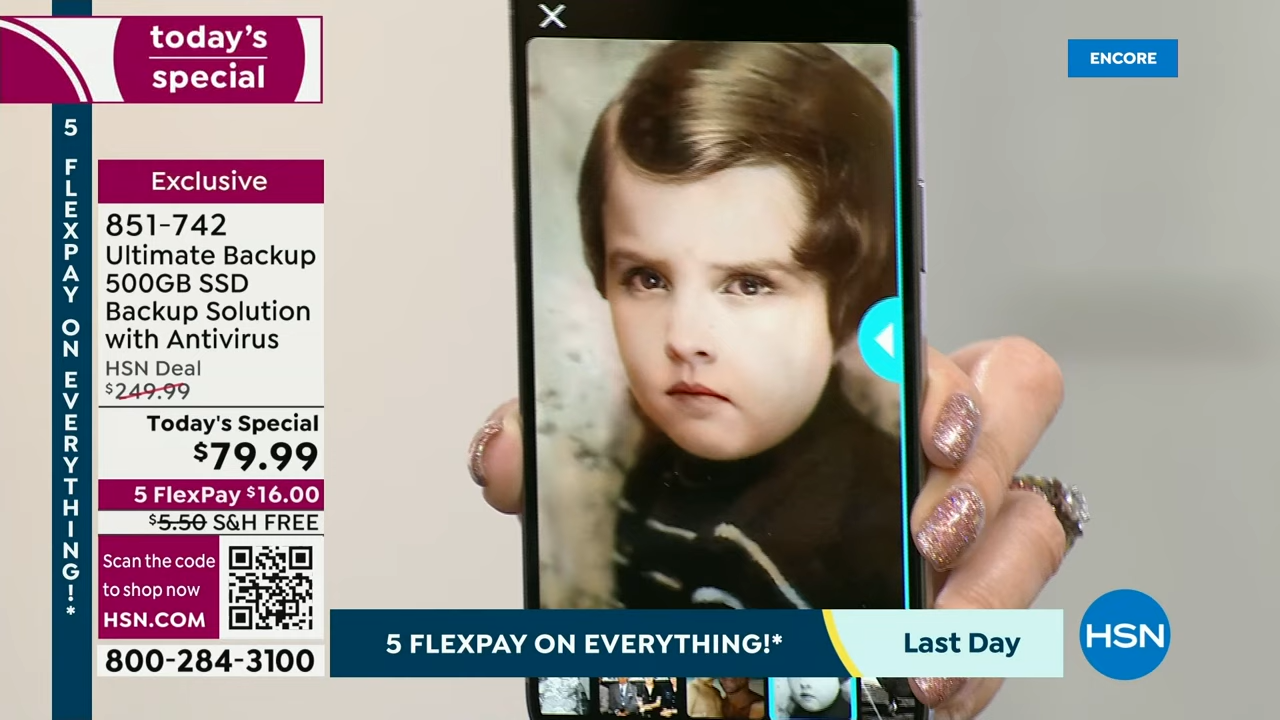 today's
special
5 FLEXPAY ON EVERYTHING!*
Exclusive
851-742
Ultimate Backup
500GB SSD
Backup Solution
with Antivirus
HSN Deal
$249.99
Today's Special
$79.99
5 FlexPay $16.00
$5.50 S&H FREE
Scan the code
to shop now
HSN.COM
800-284-3100
ENCORE
5 FLEXPAY ON EVERYTHING!*
Last Day
HSN